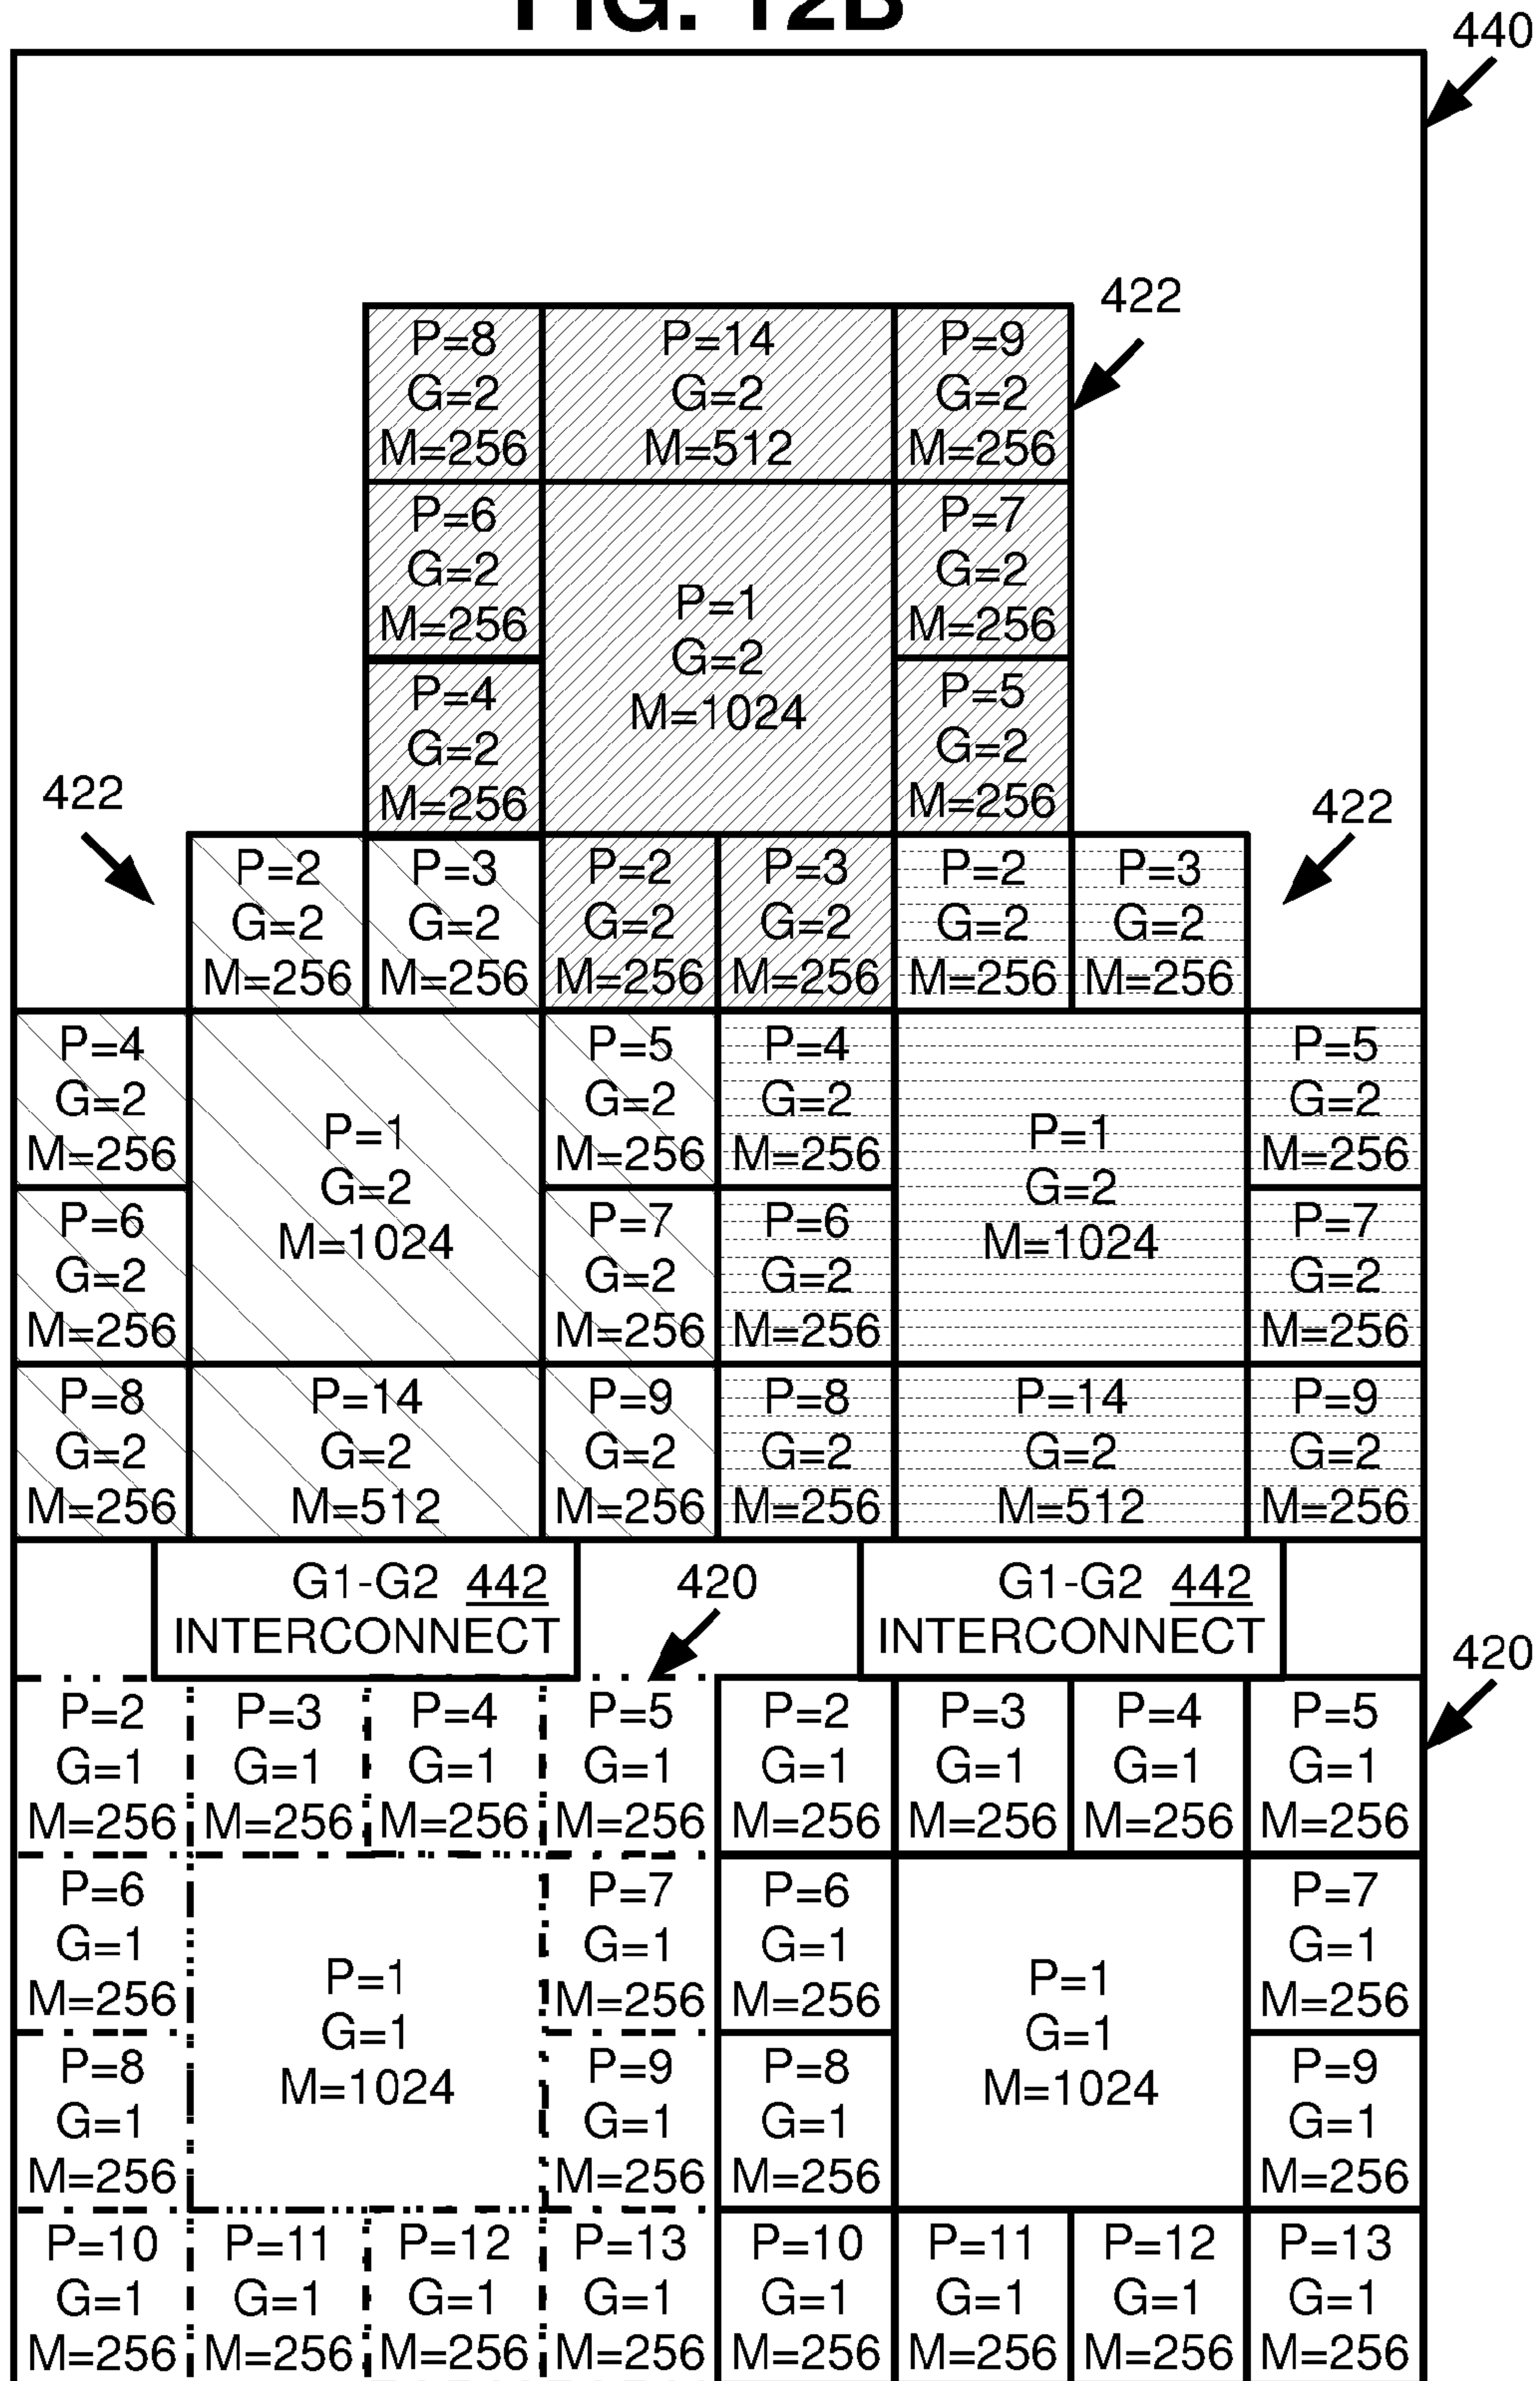 FIG. 12B
440
422
P=8 P=14 P=9
G=2 G=2 G=2
M=256 M=512 M=256
P=6 P=7
G=2 G=2
M=256 M=256
P=1
G=2
M=1024
P=4 P=5
G=2 G=2
M=256 M=256
422
422
P=2 P=3 P=2 P=3 P=2 P=3
G=2 G=2 G=2 G=2 G=2 G=2
M=256 M=256 M=256 M=256 M=256 M=256
P=4 P=5 P=4 P=5
G=2 G=2 G=2 G=2
M=256 M=256 M=256 M=256
P=1 P=1
G=2 G=2
M=1024 M=1024
P=6 P=7 P=6 P=7
G=2 G=2 G=2 G=2
M=256 M=256 M=256 M=256
P=8 P=14 P=9 P=8 P=14 P=9
G=2 G=2 G=2 G=2 G=2 G=2
M=256 M=512 M=256 M=256 M=512 M=256
G1-G2 442 420 G1-G2 442
INTERCONNECT INTERCONNECT
420
P=2 P=3 P=4 P=5 P=2 P=3 P=4 P=5
G=1 G=1 G=1 G=1 G=1 G=1 G=1 G=1
M=256 M=256 M=256 M=256 M=256 M=256 M=256 M=256
P=6 P=7 P=6 P=7
G=1 G=1 G=1 G=1
M=256 M=256 M=256 M=256
P=1 P=1
G=1 G=1
M=1024 M=1024
P=8 P=9 P=8 P=9
G=1 G=1 G=1 G=1
M=256 M=256 M=256 M=256
P=10 P=11 P=12 P=13 P=10 P=11 P=12 P=13
G=1 G=1 G=1 G=1 G=1 G=1 G=1 G=1
M=256 M=256 M=256 M=256 M=256 M=256 M=256 M=256